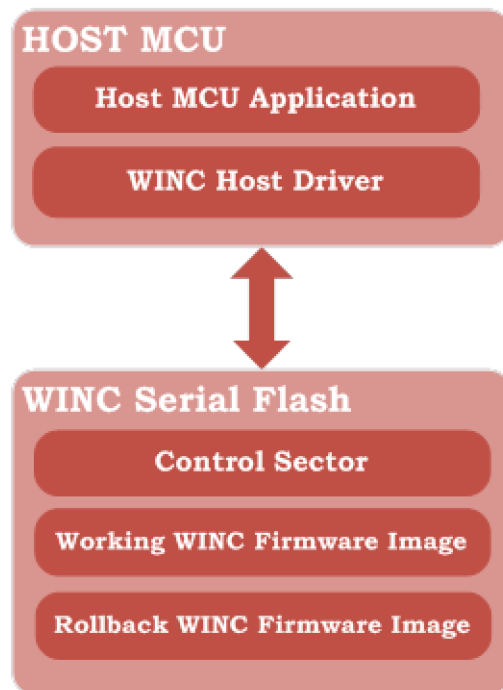 HOST MCU
Host MCU Application
WINC Host Driver
WINC Serial Flash
Control Sector
Working WINC Firmware Image
Rollback WINC Firmware Image